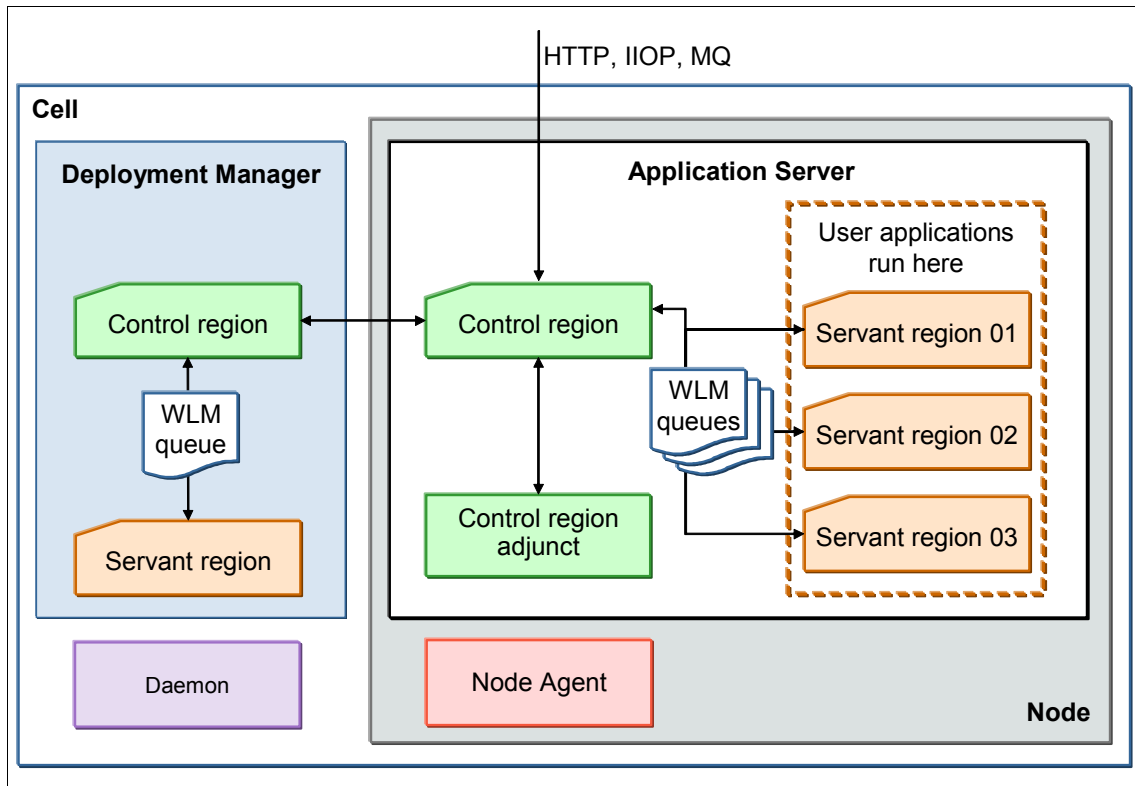 HTTP, IIOP, MQ
Cell
Deployment Manager
Control region
WLM
queue
Servant region
Daemon
Application Server
User applications
run here
Control region
Servant region 01
WLM
queues
Servant region 02
Control region
adjunct
Servant region 03
Node Agent
Node